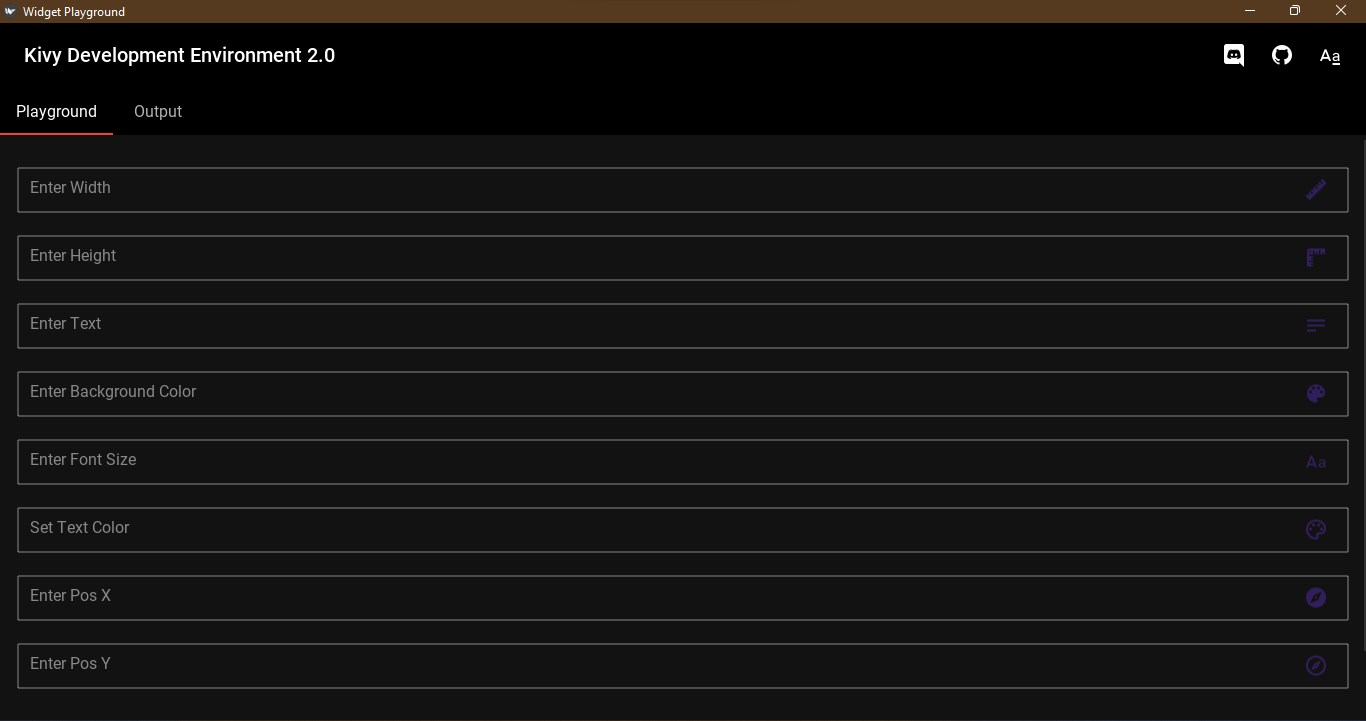 Widget Playground
Kivy Development Environment 2.0
Aa
Playground Output
Enter Width
Enter Height
Enter Text
Enter Background Color
Enter Font Size
Aa
Set Text Color
Enter Pos X
Enter Pos Y